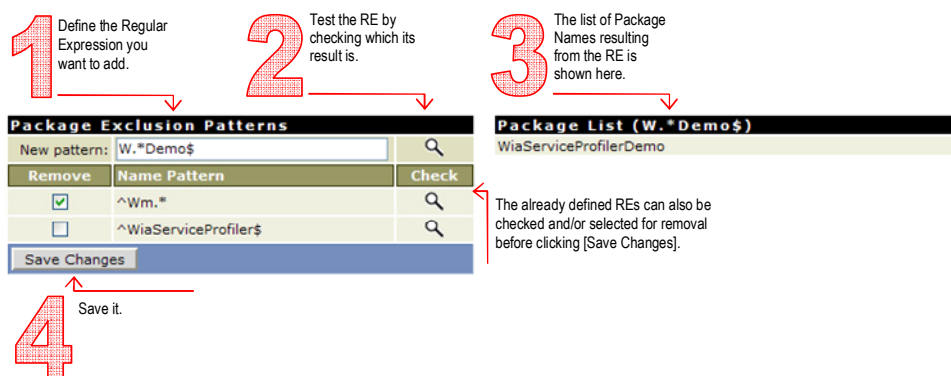 1
Define the Regular
Expression you
want to add.
2
Test the RE by
checking which its
result is.
3
The list of Package
Names resulting
from the RE is
shown here.
Package Exclusion Patterns
New pattern: W.*Demo$
Remove Name Pattern Check
^Wm.*
^WiaServiceProfiler$
Save Changes
Package List (W.*Demo$)
WiaServiceProfilerDemo
The already defined REs can also be
checked and/or selected for removal
before clicking [Save Changes].
4
Save it.